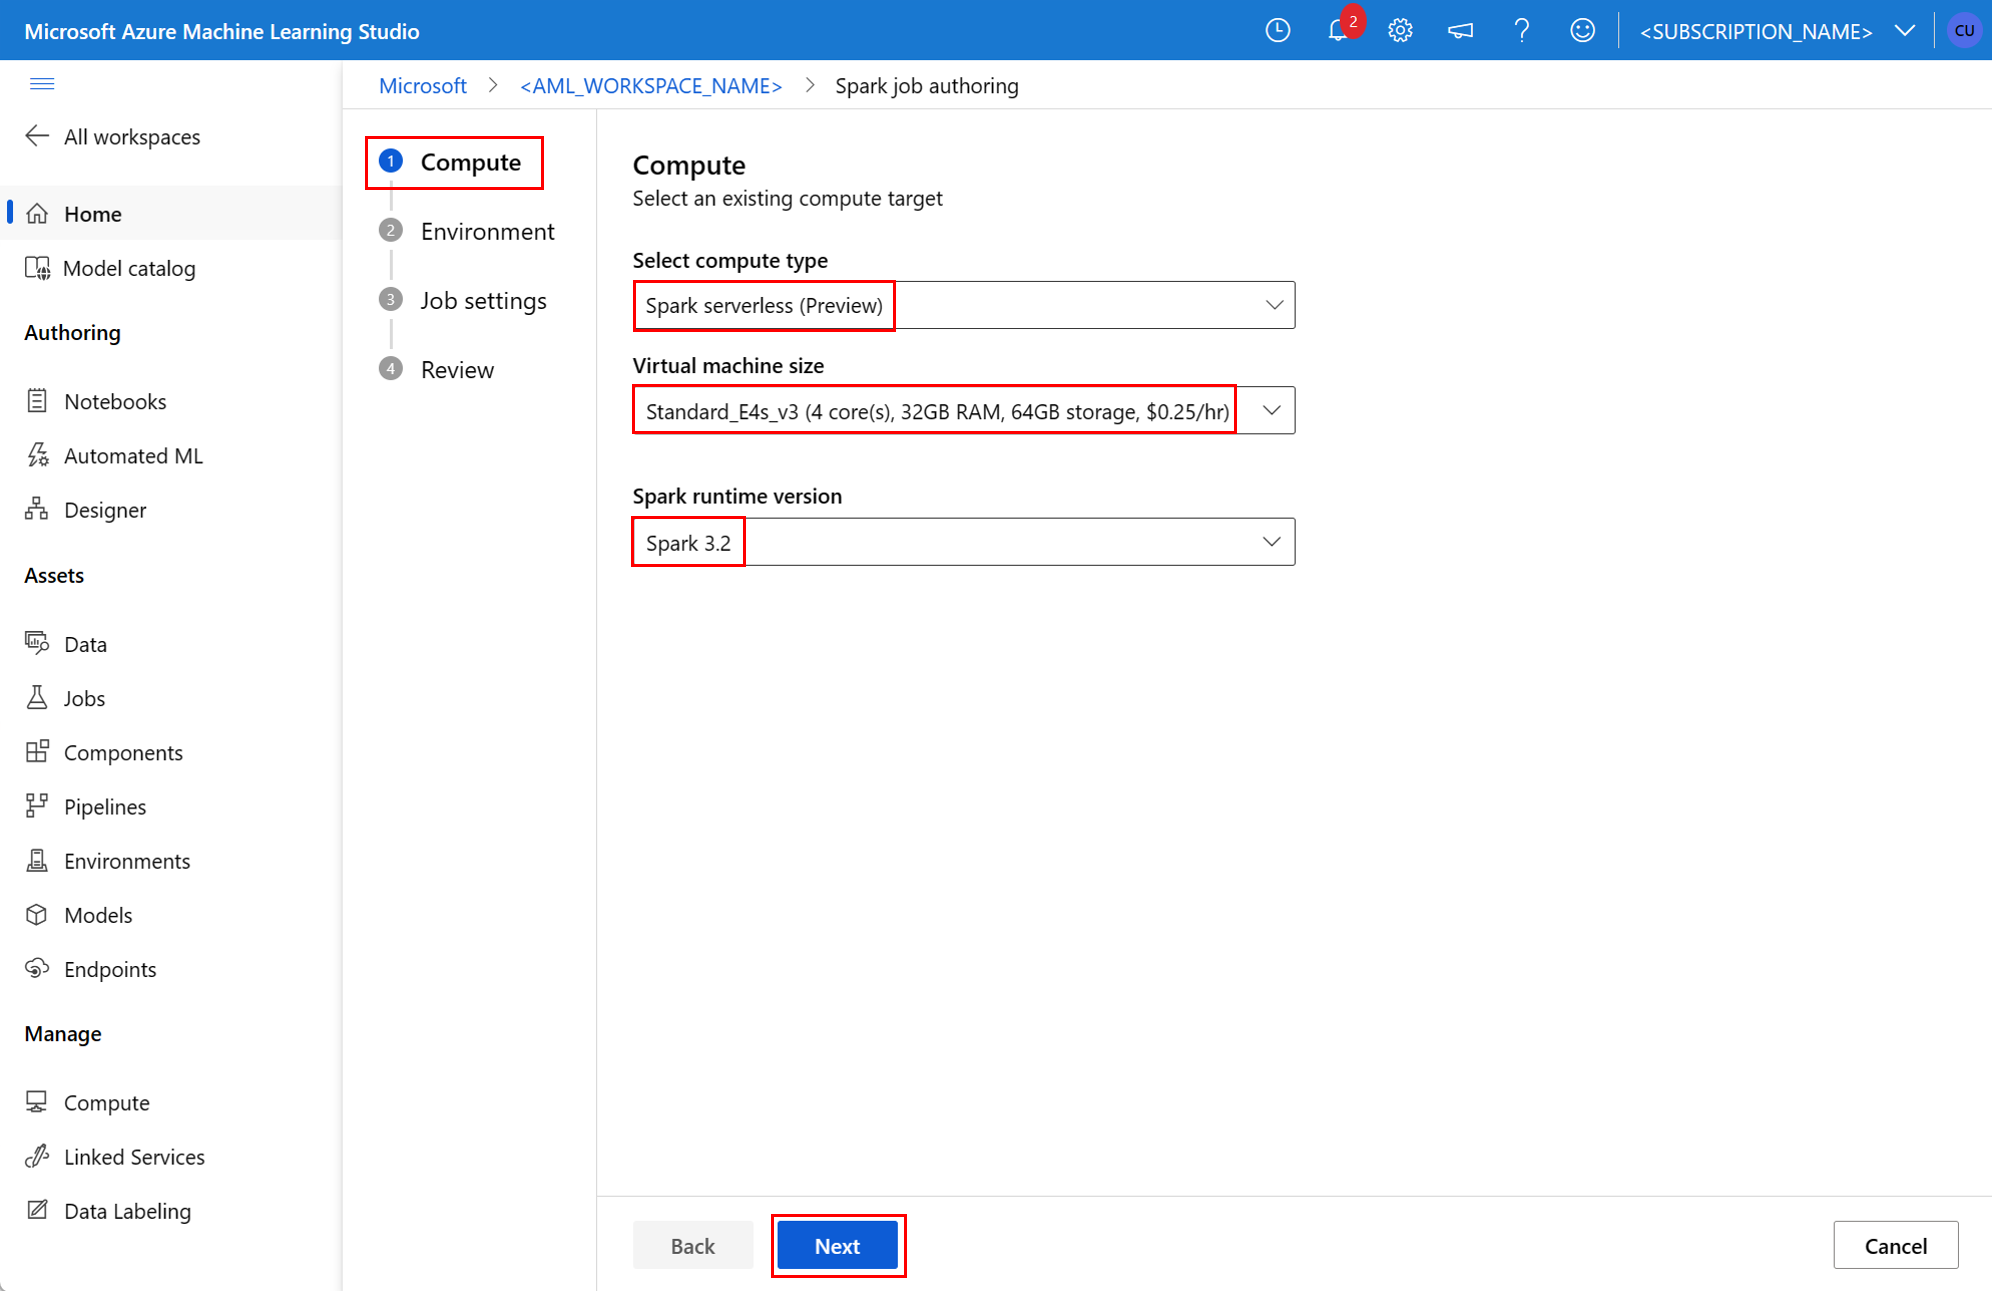 Microsoft Azure Machine Learning Studio
2
?
<SUBSCRIPTION_NAME>
CU
All workspaces
Home
Model catalog
Authoring
Notebooks
Automated ML
Designer
Assets
Data
Jobs
Components
Pipelines
Environments
Models
Endpoints
Manage
Compute
Linked Services
Data Labeling
Microsoft > <AML_WORKSPACE_NAME> > Spark job authoring
1 Compute
2 Environment
3 Job settings
4 Review
Compute
Select an existing compute target
Select compute type
Spark serverless (Preview)
Virtual machine size
Standard_E4s_v3 (4 core(s), 32GB RAM, 64GB storage, $0.25/hr)
Spark runtime version
Spark 3.2
Back
Next
Cancel